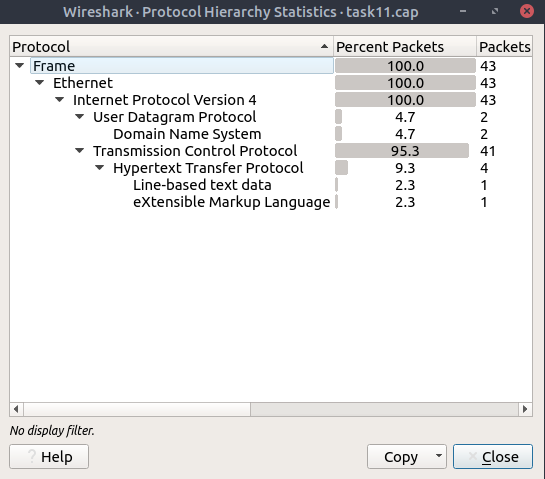 Wireshark · Protocol Hierarchy Statistics · task11.cap
Protocol Percent Packets Packets
Frame 100.0 43
Ethernet 100.0 43
Internet Protocol Version 4 100.0 43
User Datagram Protocol 4.7 2
Domain Name System 4.7 2
Transmission Control Protocol 95.3 41
Hypertext Transfer Protocol 9.3 4
Line-based text data 2.3 1
eXtensible Markup Language 2.3 1
No display filter.
? Help Copy × Close